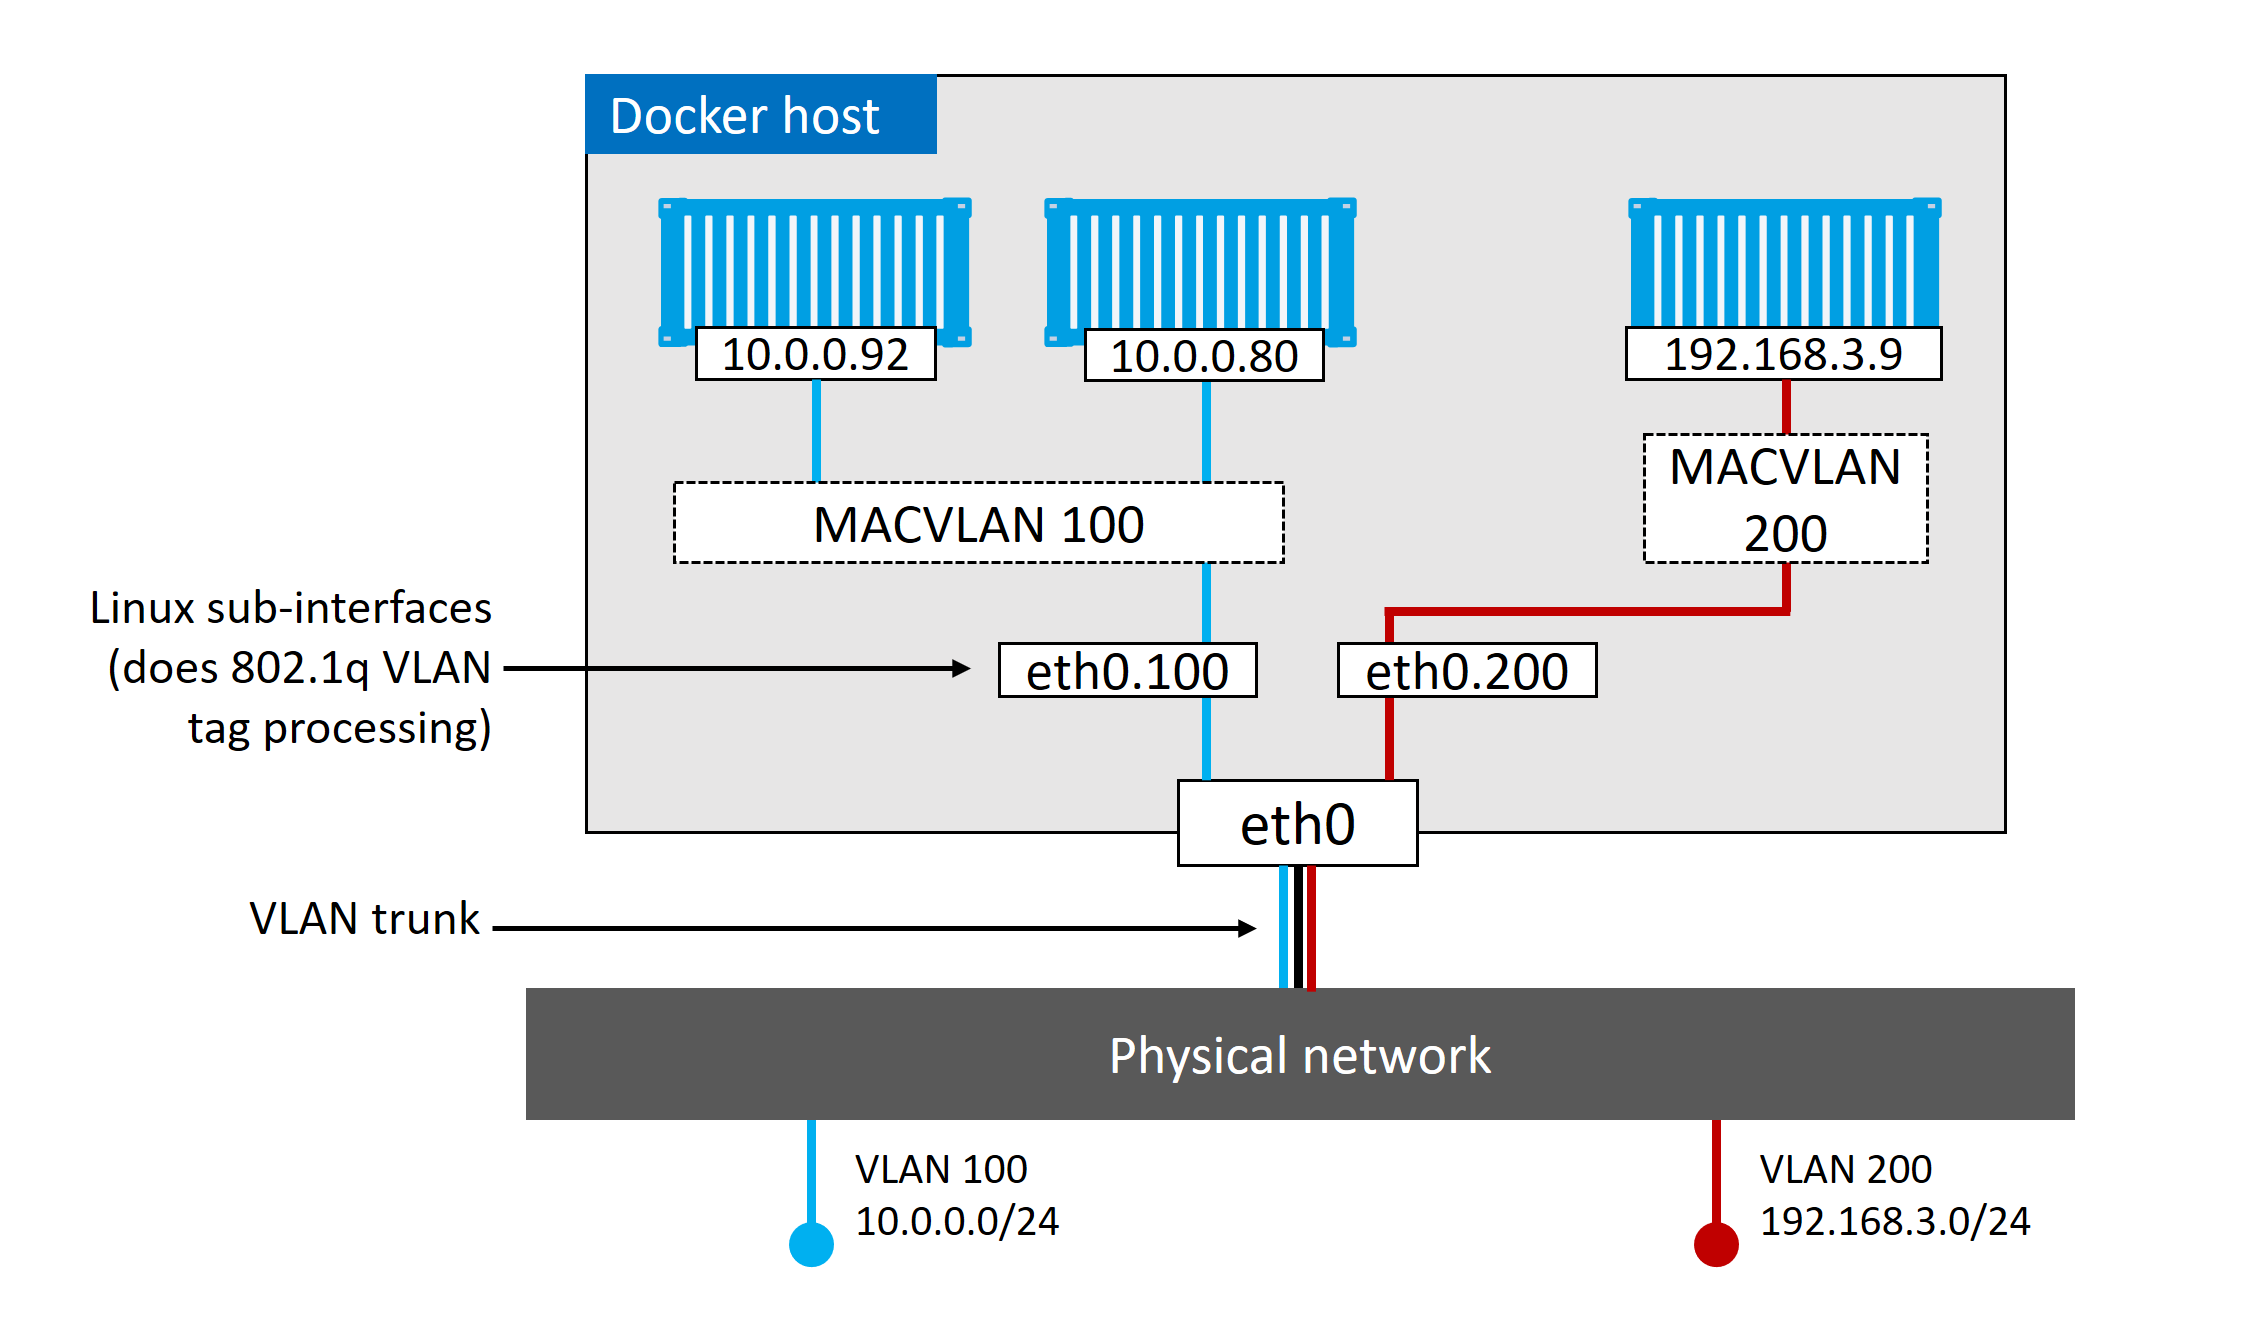 Docker host
10.0.0.92
10.0.0.80
192.168.3.9
MACVLAN 100
MACVLAN
200
Linux sub-interfaces
(does 802.1q VLAN
tag processing)
eth0.100
eth0.200
eth0
VLAN trunk
Physical network
VLAN 100
10.0.0.0/24
VLAN 200
192.168.3.0/24